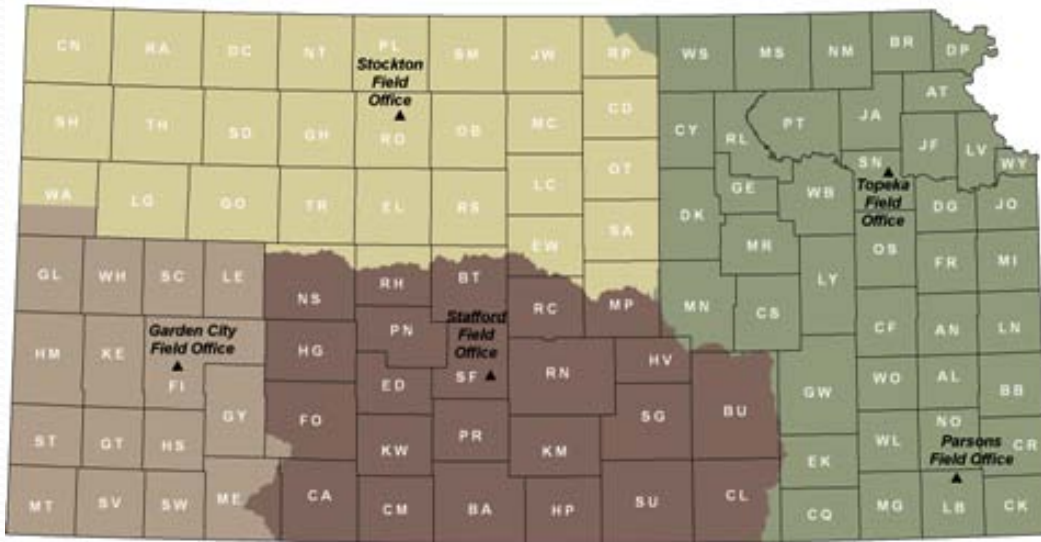 CN RA DC NT PL SM JW RP WS MS NM BR DP
Stockton
Field
Office
SH TH SD GH RO OB MC CD CY RL PT JA AT
JF LV WY
SN
WA LG GO TR EL RS LC OT GE WB
Topeka
Field
Office
DG JO
EW SA DK MR OS
GL WH SC LE NS RH BT RC MP MN CS LY FR MI
Garden City
Field Office
Stafford
Field
Office
HM KE FI HG PN SF RN HV CF AN LN
ED GW WO AL BB
ST GT HS GY FO KW PR KM SG BU EK WL NO CR
Parsons
Field Office
MT SV SW ME CA CM BA HP SU CL CQ MG LB CK